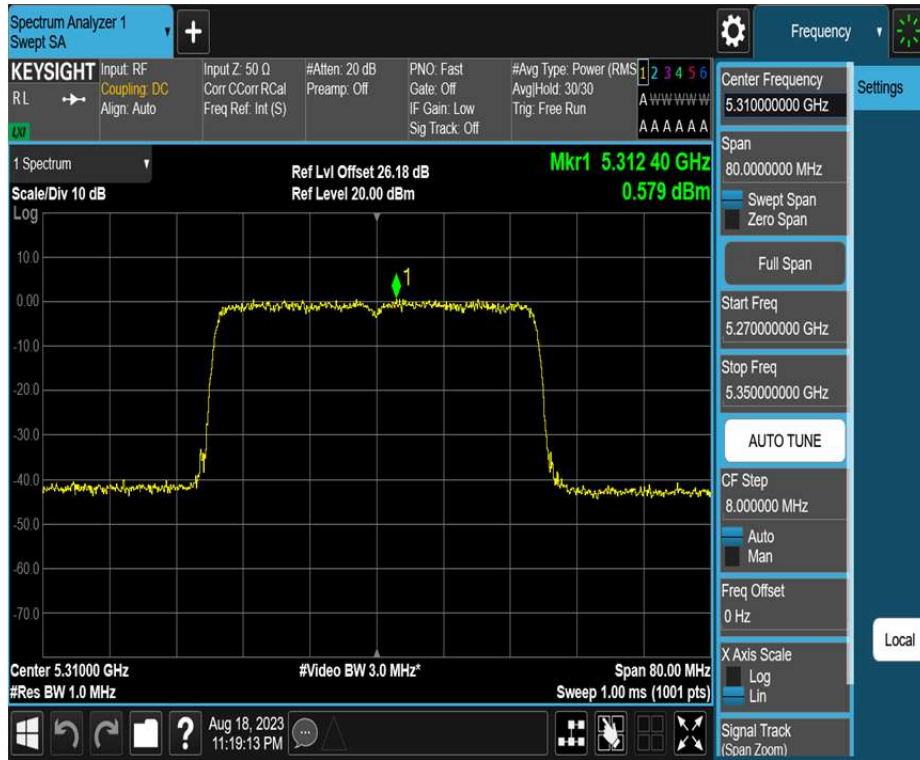 Spectrum Analyzer 1
Swept SA
+
Frequency
KEYSIGHT
R L
LXI
Input: RF
Coupling: DC
Align: Auto
Input Z: 50 Ω
Corr CCorr RCal
Freq Ref: Int (S)
#Atten: 20 dB
Preamp: Off
PNO: Fast
Gate: Off
IF Gain: Low
Sig Track: Off
#Avg Type: Power (RMS
Avg|Hold: 30/30
Trig: Free Run
1 2 3 4 5 6
A W W W W W
A A A A A A
1 Spectrum
Scale/Div 10 dB
Log
Ref Lvl Offset 26.18 dB
Ref Level 20.00 dBm
Mkr1 5.312 40 GHz
0.579 dBm
1
10.0
0.00
-10.0
-20.0
-30.0
-40.0
-50.0
-60.0
-70.0
Center 5.31000 GHz
#Res BW 1.0 MHz
#Video BW 3.0 MHz*
Span 80.00 MHz
Sweep 1.00 ms (1001 pts)
?
Aug 18, 2023
11:19:13 PM
Center Frequency
5.310000000 GHz
Span
80.0000000 MHz
Swept Span
Zero Span
Full Span
Start Freq
5.270000000 GHz
Stop Freq
5.350000000 GHz
AUTO TUNE
CF Step
8.000000 MHz
Auto
Man
Freq Offset
0 Hz
X Axis Scale
Log
Lin
Signal Track
(Span Zoom)
Settings
Local